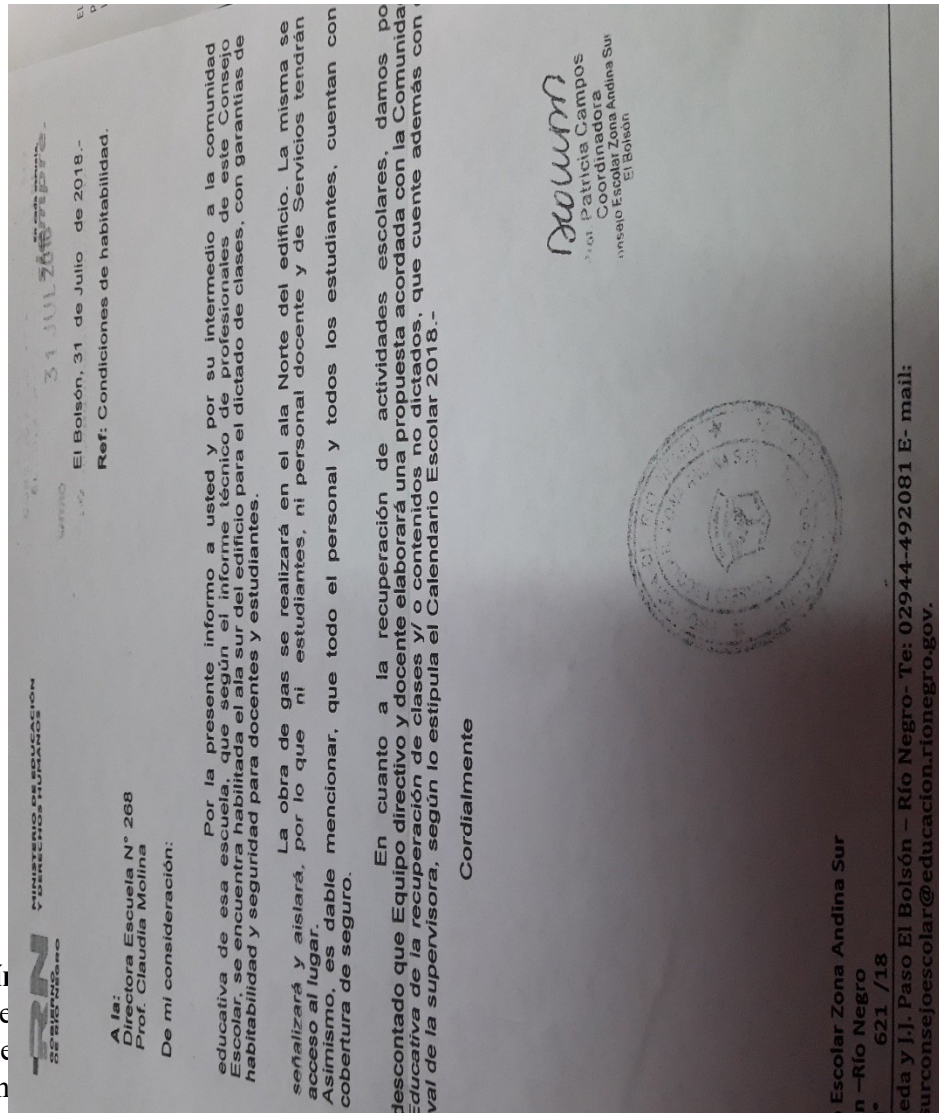 RN
GOBIERNO
DE RÍO NEGRO
MINISTERIO DE EDUCACIÓN
Y DERECHOS HUMANOS
31 JUL 2018
El Bolsón, 31 de Julio de 2018.-
Ref: Condiciones de habitabilidad.
A la:
Directora Escuela N° 268
Prof. Claudia Molina
De mi consideración:
Por la presente informo a usted y por su intermedio a la comunidad
educativa de esa escuela, que según el informe técnico de profesionales de este Consejo
Escolar, se encuentra habilitada el ala sur del edificio para el dictado de clases, con garantías de
habitabilidad y seguridad para docentes y estudiantes.
La obra de gas se realizará en el ala Norte del edificio. La misma se
señalizará y aislará, por lo que ni estudiantes, ni personal docente y de Servicios tendrán
acceso al lugar.
Asimismo, es dable mencionar, que todo el personal y todos los estudiantes, cuentan con
cobertura de seguro.
En cuanto a la recuperación de actividades escolares, damos po
descontado que Equipo directivo y docente elaborará una propuesta acordada con la Comunida
Educativa de la recuperación de clases y/ o contenidos no dictados, que cuente además con
val de la supervisora, según lo estipula el Calendario Escolar 2018.-
Cordialmente
Prof. Patricia Campos
Coordinadora
onsejo Escolar Zona Andina Sur
El Bolsón
Escolar Zona Andina Sur
n –Río Negro
° 621 /18
eda y J.J. Paso El Bolsón – Río Negro- Te: 02944-492081 E- mail:
surconsejoescolar@educacion.rionegro.gov.